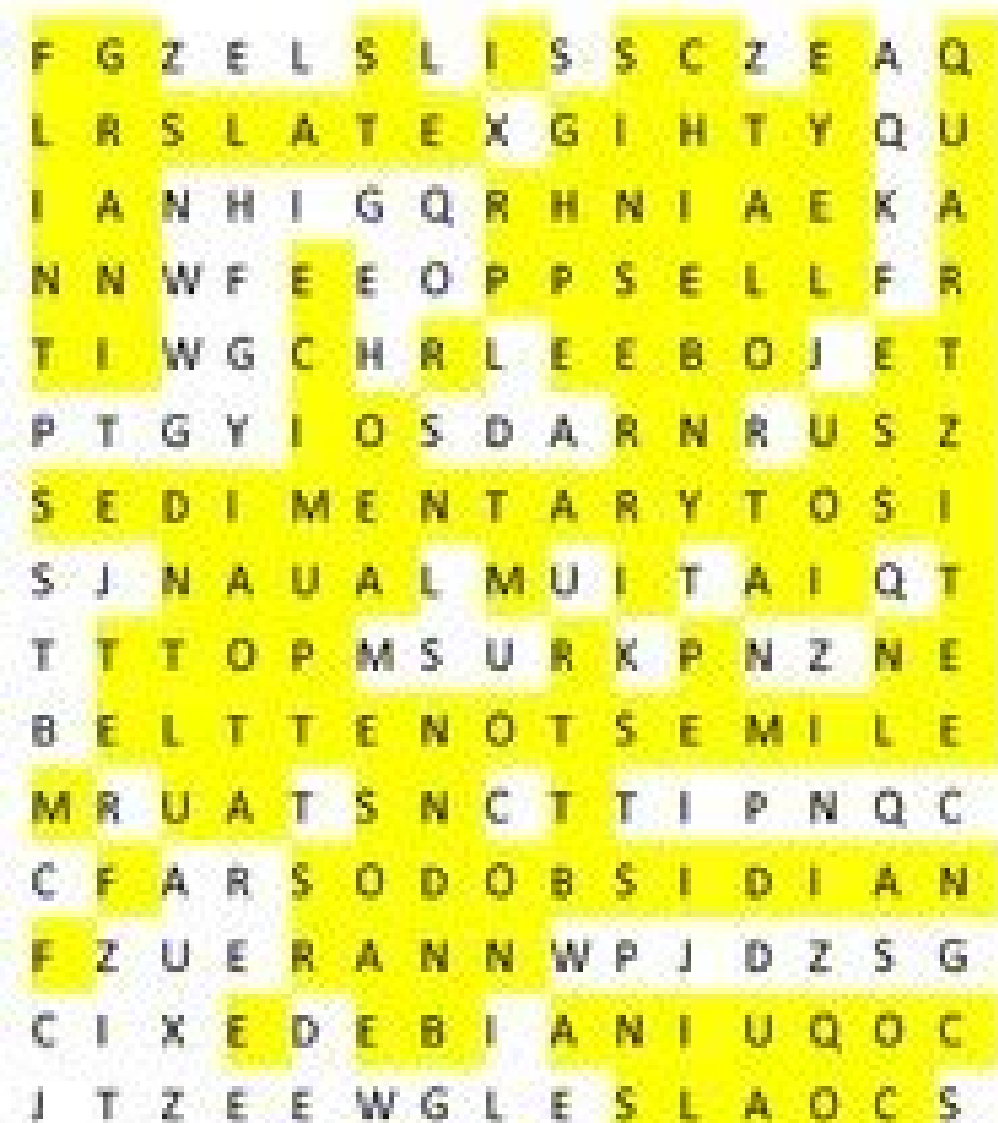 F G Z E L S L I S S C Z E A Q
L R S L A T E X G I H T Y Q U
I A N H I G Q R H N I A E K A
N N W F E E O P P S E L L F R
T I W G C H R L E E B O J E T
P T G Y I O S D A R N R U S Z
S E D I M E N T A R Y T O S I
S J N A U A L M U I T A I Q T
T T T O P M S U R K P N Z N E
B E L T T E N O T S E M I L E
M R U A T S N C T T I P N Q C
C F A R S O D O B S I D I A N
F Z U E R A N N W P J D Z S G
C I X E D E B I A N I U Q O C
J T Z E E W G L E S L A O C S